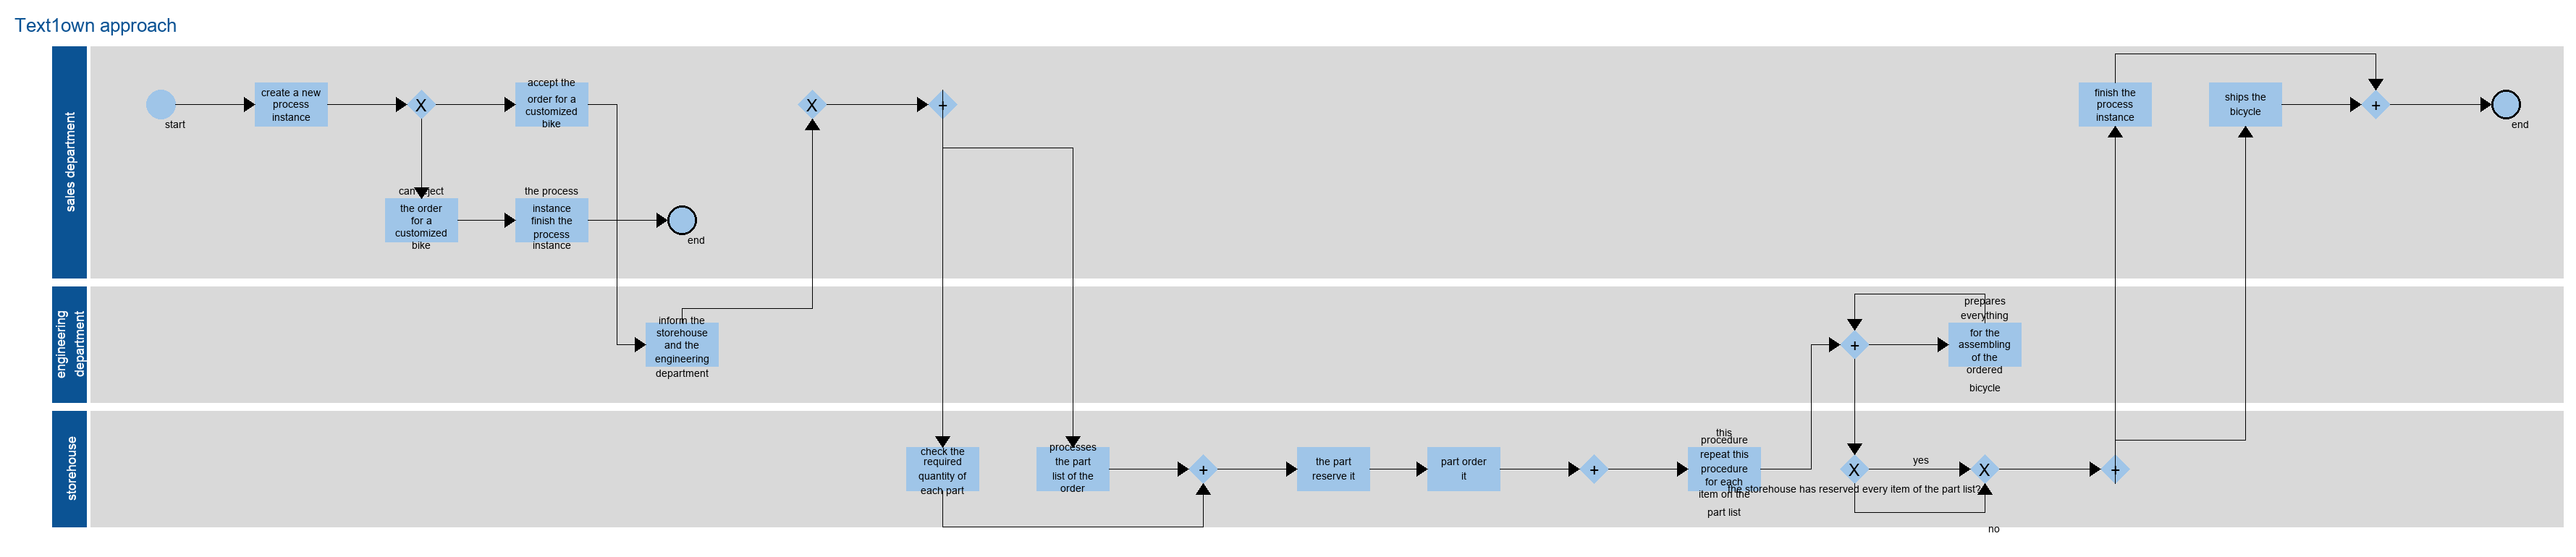 Text1own approach
sales department
start
create a new
process
instance
X
accept the
order for a
customized
bike
can reject
the order
for a
customized
bike
the process
instance
finish the
process
instance
end
X
+
finish the
process
instance
ships the
bicycle
+
end
engineering
department
inform the
storehouse
and the
engineering
department
+
prepares
everything
for the
assembling
of the
ordered
bicycle
storehouse
check the
required
quantity of
each part
processes
the part
list of the
order
+
the part
reserve it
part order
it
+
this
procedure
repeat this
procedure
for each
item on the
part list
X
the storehouse has reserved every item of the part list?
yes
no
X
+